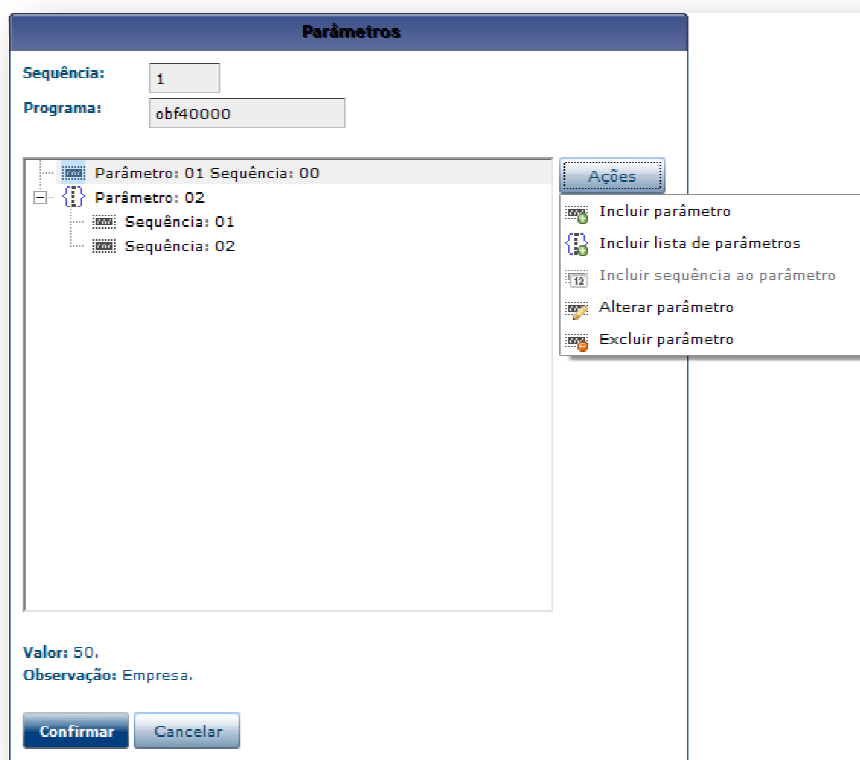 Parâmetros
Sequência: 1
Programa: obf40000
Parâmetro: 01 Sequência: 00
Parâmetro: 02
Sequência: 01
Sequência: 02
Ações
Incluir parâmetro
Incluir lista de parâmetros
12 Incluir sequência ao parâmetro
Alterar parâmetro
Excluir parâmetro
Valor: 50.
Observação: Empresa.
Confirmar Cancelar